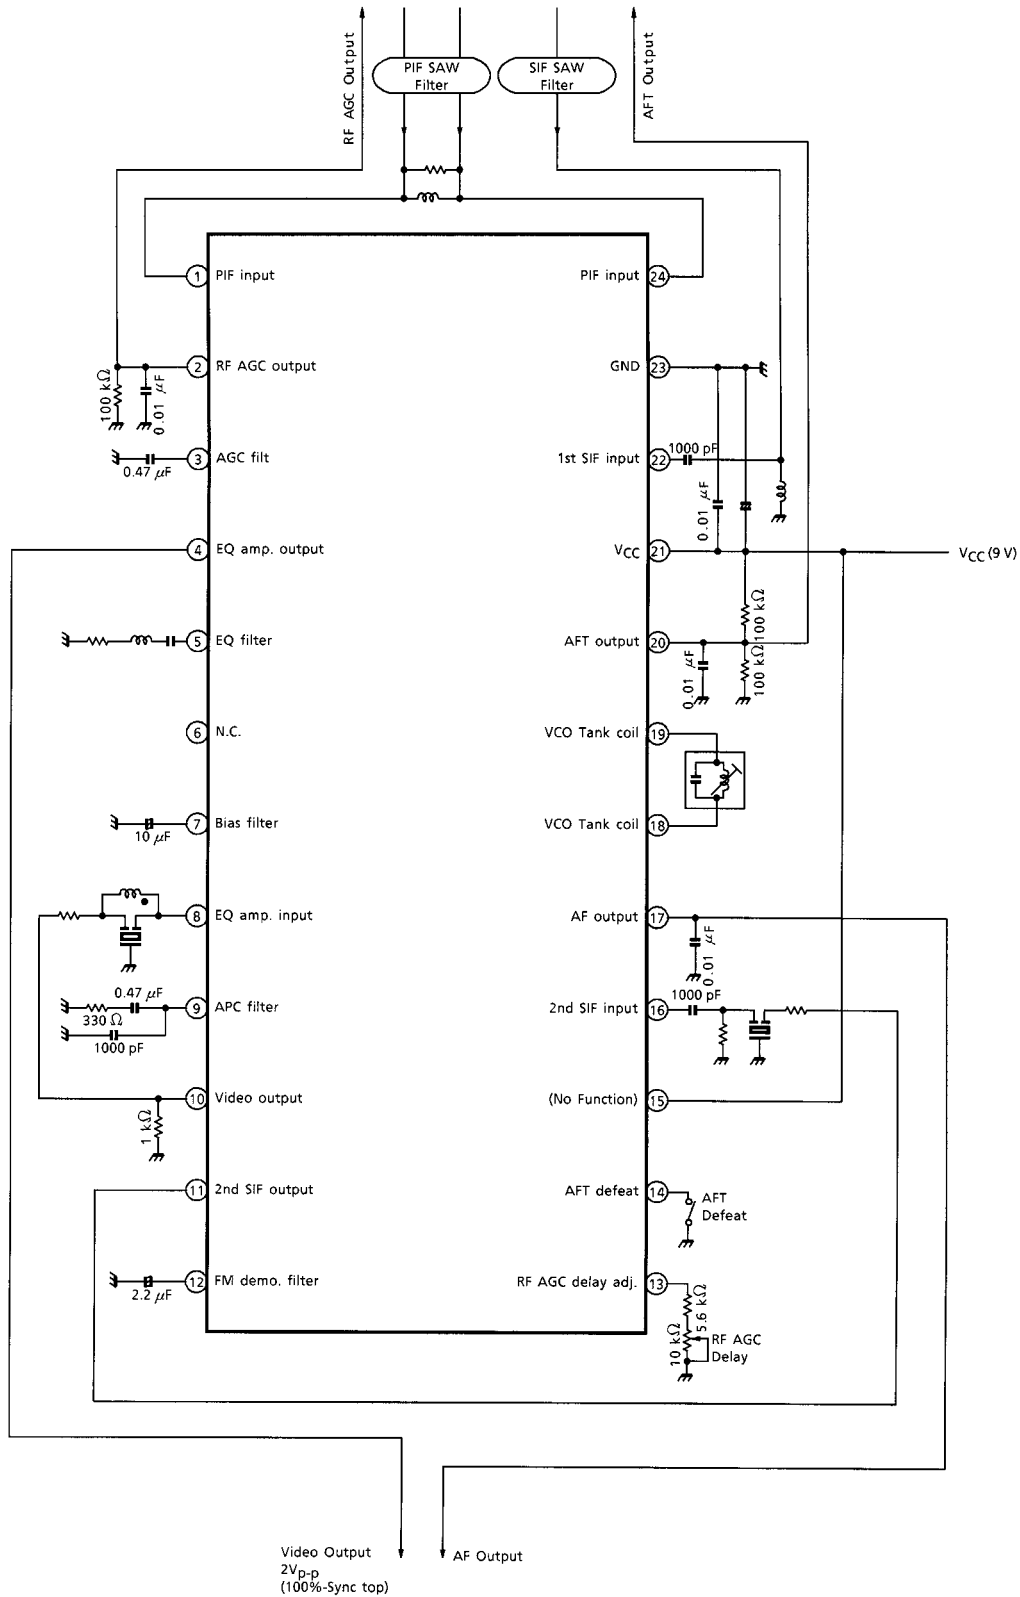 RF AGC Output
PIF SAW
Filter
SIF SAW
Filter
AFT Output
1 PIF input
PIF input 24
2 RF AGC output
100 kΩ
0.01 μF
GND 23
3 AGC filt
0.47 μF
1st SIF input 22
1000 pF
0.01 μF
4 EQ amp. output
VCC 21
VCC (9 V)
5 EQ filter
AFT output 20
100 kΩ
100 kΩ
0.01 μF
6 N.C.
VCO Tank coil 19
7 Bias filter
10 μF
VCO Tank coil 18
8 EQ amp. input
AF output 17
0.01 μF
9 APC filter
0.47 μF
330 Ω
1000 pF
2nd SIF input 16
1000 pF
10 Video output
1 kΩ
(No Function) 15
11 2nd SIF output
AFT defeat 14
AFT
Defeat
12 FM demo. filter
2.2 μF
RF AGC delay adj. 13
5.6 kΩ
10 kΩ
RF AGC
Delay
Video Output
2Vp-p
(100%-Sync top)
AF Output